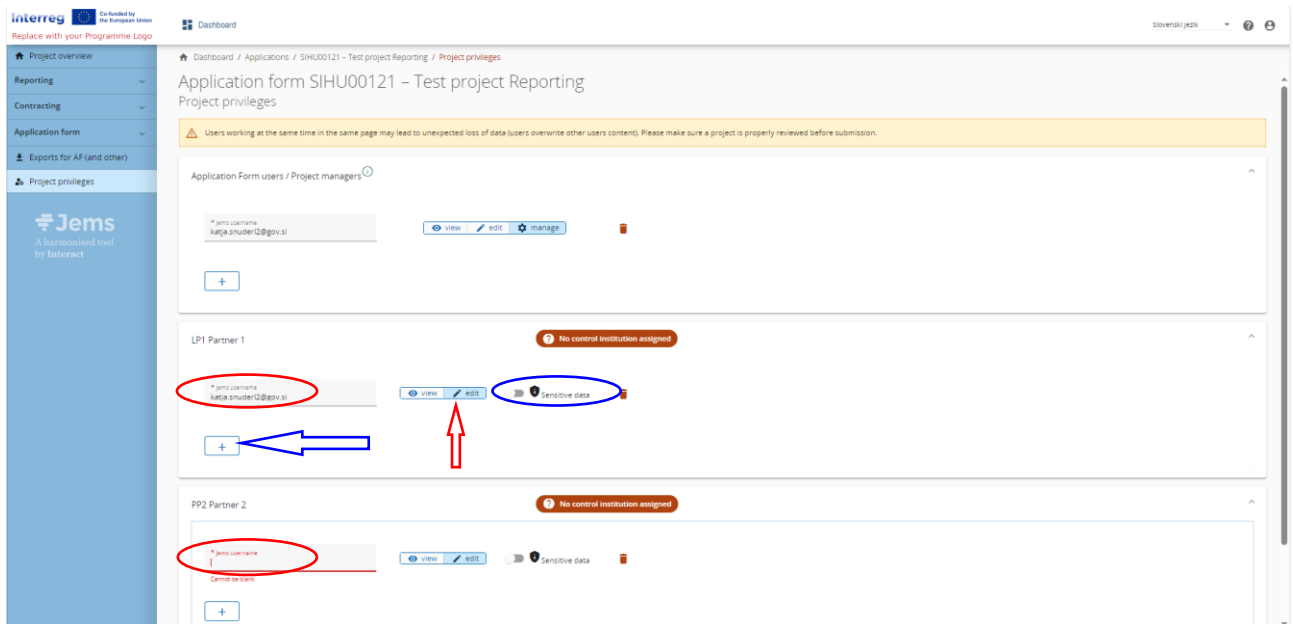 Interreg
Co-funded by
the European Union
Replace with your Programme Logo
Dashboard
Slovenski jezik
Project overview
Reporting
Contracting
Application form
Exports for AF (and other)
Project privileges
Jems
A harmonised tool
by Interact
Dashboard / Applications / SIHU00121 – Test project Reporting / Project privileges
Application form SIHU00121 – Test project Reporting
Project privileges
Users working at the same time in the same page may lead to unexpected loss of data (users overwrite other users content). Please make sure a project is properly reviewed before submission.
Application Form users / Project managers
* Jems username
katja.snuderl2@gov.si
view edit manage
+
LP1 Partner 1
No control institution assigned
* Jems username
katja.snuderl2@gov.si
view edit
Sensitive data
+
PP2 Partner 2
No control institution assigned
* Jems username
view edit
Sensitive data
Cannot be blank
+